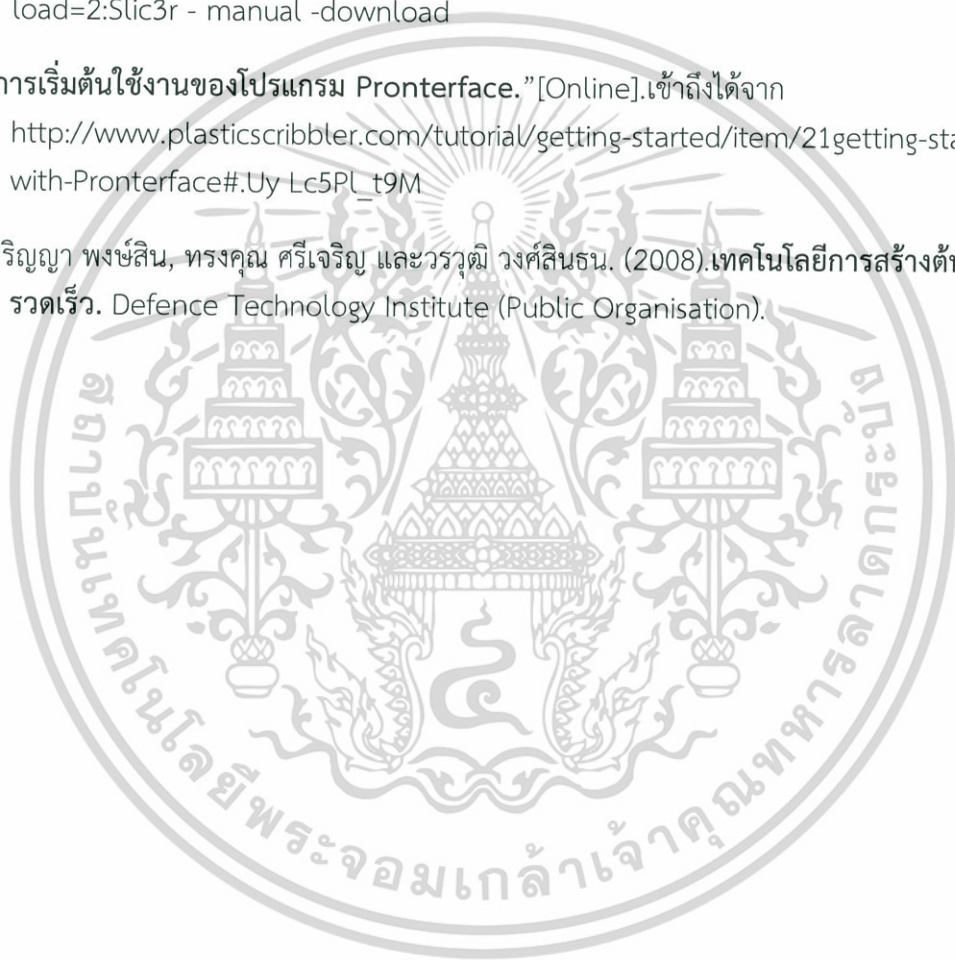 load=2:Slic3r - manual -download
การเริ่มต้นใช้งานของโปรแกรม Pronterface."[Online].เข้าถึงได้จาก
http://www.plasticscribbler.com/tutorial/getting-started/item/21getting-sta
with-Pronterface#.Uy Lc5Pl_t9M
ริญญา พงษ์สิน, ทรงคุณ ศรีเจริญ และวรวุฒิ วงศ์สินธน. (2008).เทคโนโลยีการสร้างต้น
รวดเร็ว. Defence Technology Institute (Public Organisation).
สถาบันเทคโนโลยีพระจอมเกล้าเจ้าคุณทหารลาดกระบัง